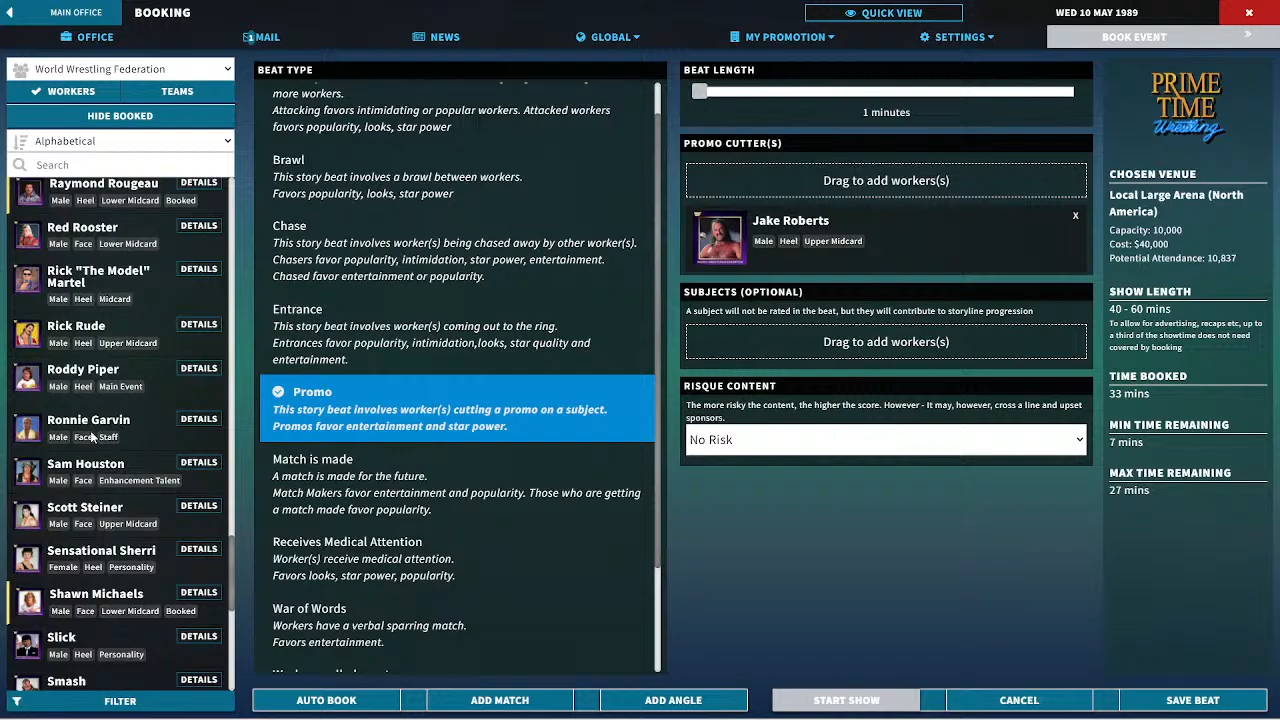 MAIN OFFICE
BOOKING
QUICK VIEW
WED 10 MAY 1989
OFFICE
MAIL
NEWS
GLOBAL
MY PROMOTION
SETTINGS
BOOK EVENT
World Wrestling Federation
WORKERS
TEAMS
HIDE BOOKED
Alphabetical
Search
Raymond Rougeau
DETAILS
Male Heel Lower Midcard Booked
Red Rooster
DETAILS
Male Face Lower Midcard
Rick "The Model"
Martel
DETAILS
Male Heel Midcard
Rick Rude
DETAILS
Male Heel Upper Midcard
Roddy Piper
DETAILS
Male Heel Main Event
Ronnie Garvin
DETAILS
Male Face Staff
Sam Houston
DETAILS
Male Face Enhancement Talent
Scott Steiner
DETAILS
Male Face Upper Midcard
Sensational Sherri
DETAILS
Female Heel Personality
Shawn Michaels
DETAILS
Male Face Lower Midcard Booked
Slick
DETAILS
Male Heel Personality
Smash
DETAILS
FILTER
BEAT TYPE
more workers.
Attacking favors intimidating or popular workers. Attacked workers
favors popularity, looks, star power
Brawl
This story beat involves a brawl between workers.
Favors popularity, looks, star power
Chase
This story beat involves worker(s) being chased away by other worker(s).
Chasers favor popularity, intimidation, star power, entertainment.
Chased favor entertainment or popularity.
Entrance
This story beat involves worker(s) coming out to the ring.
Entrances favor popularity, intimidation,looks, star quality and
entertainment.
Promo
This story beat involves worker(s) cutting a promo on a subject.
Promos favor entertainment and star power.
Match is made
A match is made for the future.
Match Makers favor entertainment and popularity. Those who are getting
a match made favor popularity.
Receives Medical Attention
Worker(s) receive medical attention.
Favors looks, star power, popularity.
War of Words
Workers have a verbal sparring match.
Favors entertainment.
BEAT LENGTH
1 minutes
PROMO CUTTER(S)
Drag to add workers(s)
Jake Roberts
X
Male Heel Upper Midcard
SUBJECTS (OPTIONAL)
A subject will not be rated in the beat, but they will contribute to storyline progression
Drag to add workers(s)
RISQUE CONTENT
The more risky the content, the higher the score. However - It may, however, cross a line and upset
sponsors.
No Risk
PRIME
TIME
Wrestling
CHOSEN VENUE
Local Large Arena (North
America)
Capacity: 10,000
Cost: $40,000
Potential Attendance: 10,837
SHOW LENGTH
40 - 60 mins
To allow for advertising, recaps etc, up to
a third of the showtime does not need
covered by booking
TIME BOOKED
33 mins
MIN TIME REMAINING
7 mins
MAX TIME REMAINING
27 mins
AUTO BOOK
ADD MATCH
ADD ANGLE
START SHOW
CANCEL
SAVE BEAT